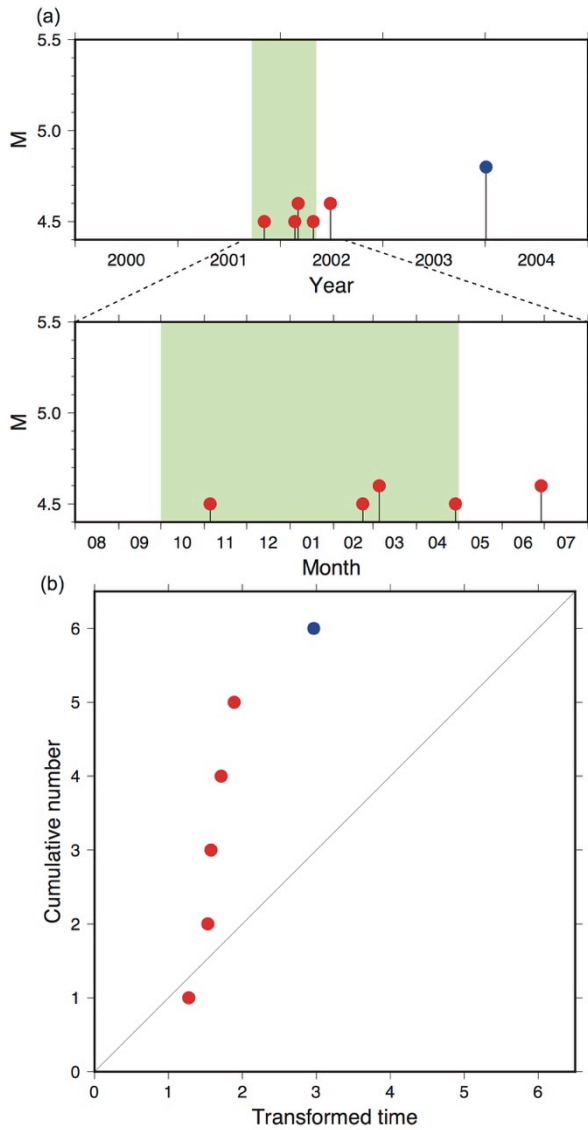 (a)
5.5
5.0
4.5
M
2000 2001 2002 2003 2004
Year
5.5
5.0
4.5
M
08 09 10 11 12 01 02 03 04 05 06 07
Month
(b)
6
5
4
3
2
1
0
Cumulative number
0 1 2 3 4 5 6
Transformed time